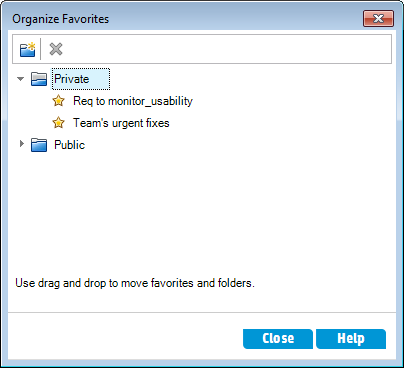 Organize Favorites
Private
Req to monitor_usability
Team's urgent fixes
Public
Use drag and drop to move favorites and folders.
Close Help